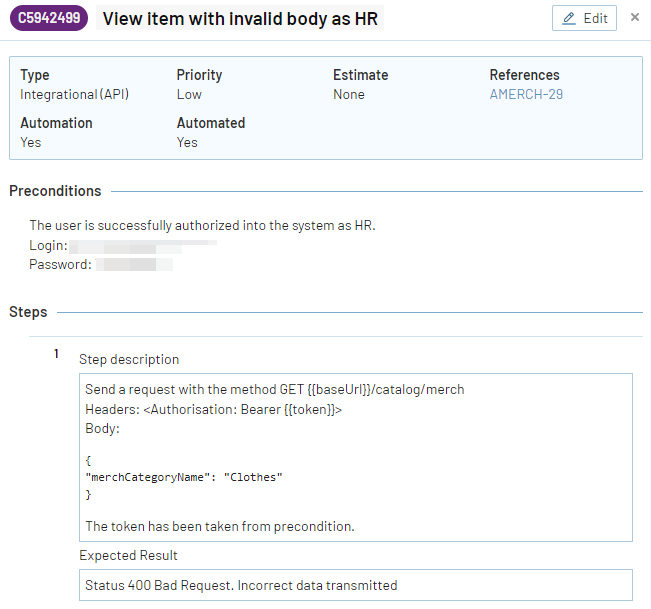 C5942499 View item with invalid body as HR Edit ×
Type Priority Estimate References
Integrational (API) Low None AMERCH-29
Automation Automated
Yes Yes
Preconditions
The user is successfully authorized into the system as HR.
Login:
Password:
Steps
1 Step description
Send a request with the method GET {{baseUrl}}/catalog/merch
Headers: <Authorisation: Bearer {{token}}>
Body:
{
"merchCategoryName": "Clothes"
}
The token has been taken from precondition.
Expected Result
Status 400 Bad Request. Incorrect data transmitted